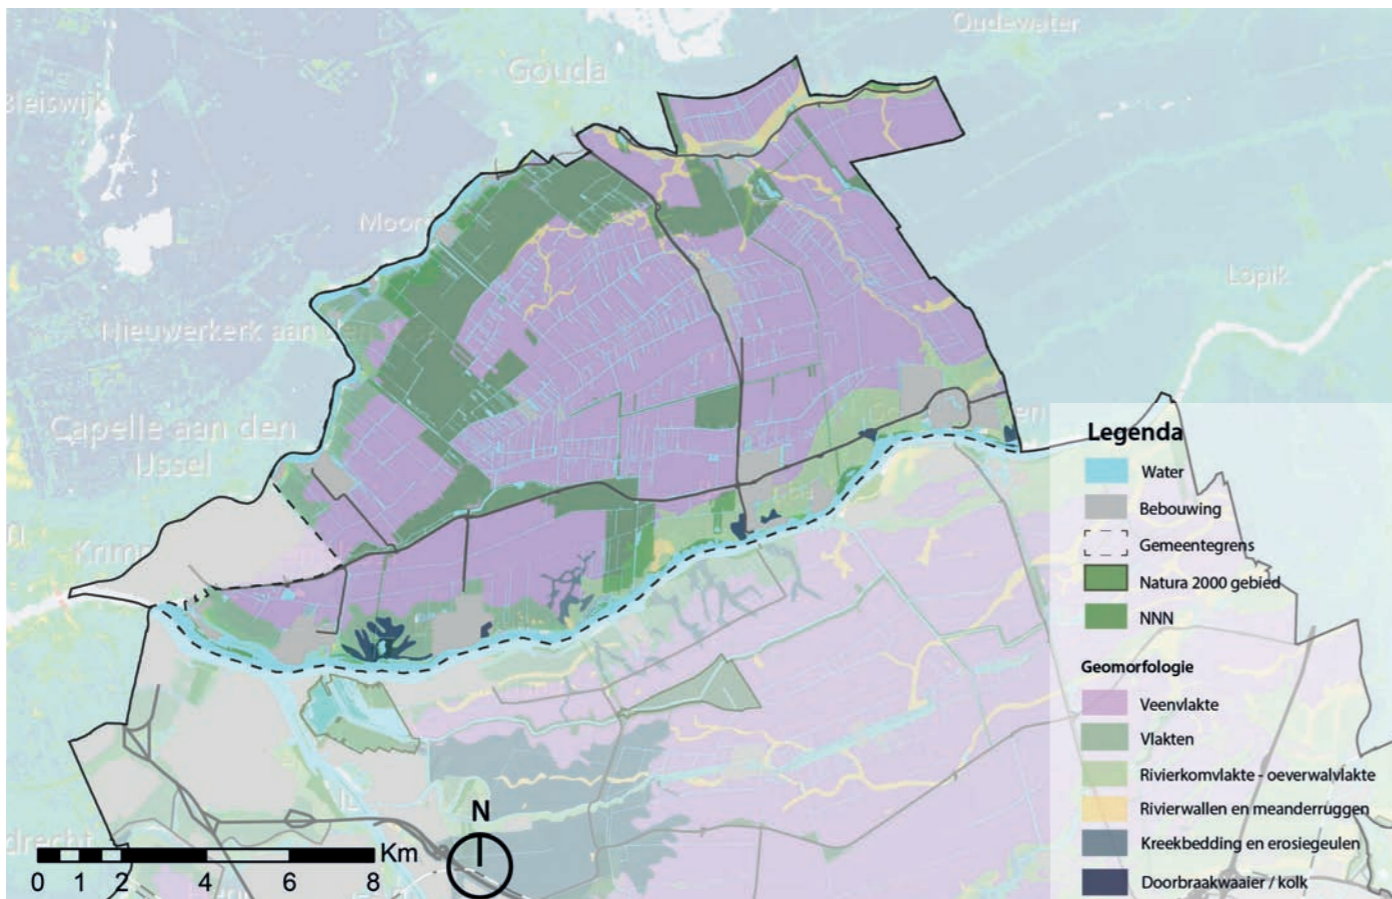 Oudewater
Gouda
Bleiswijk
Moor
Lopik
Nieuwerkerk aan den
Capelle aan den
IJssel
Legenda
Water
Bebouwing
Gemeentegrens
Natura 2000 gebied
NNN
Geomorfologie
Veenvlakte
Vlakten
Rivierkomvlakte - oeverwalvlakte
Rivierwallen en meanderruggen
Kreekbedding en erosiegeulen
Doorbraakwaaier / kolk
drecht
N
Km
0 1 2 4 6 8